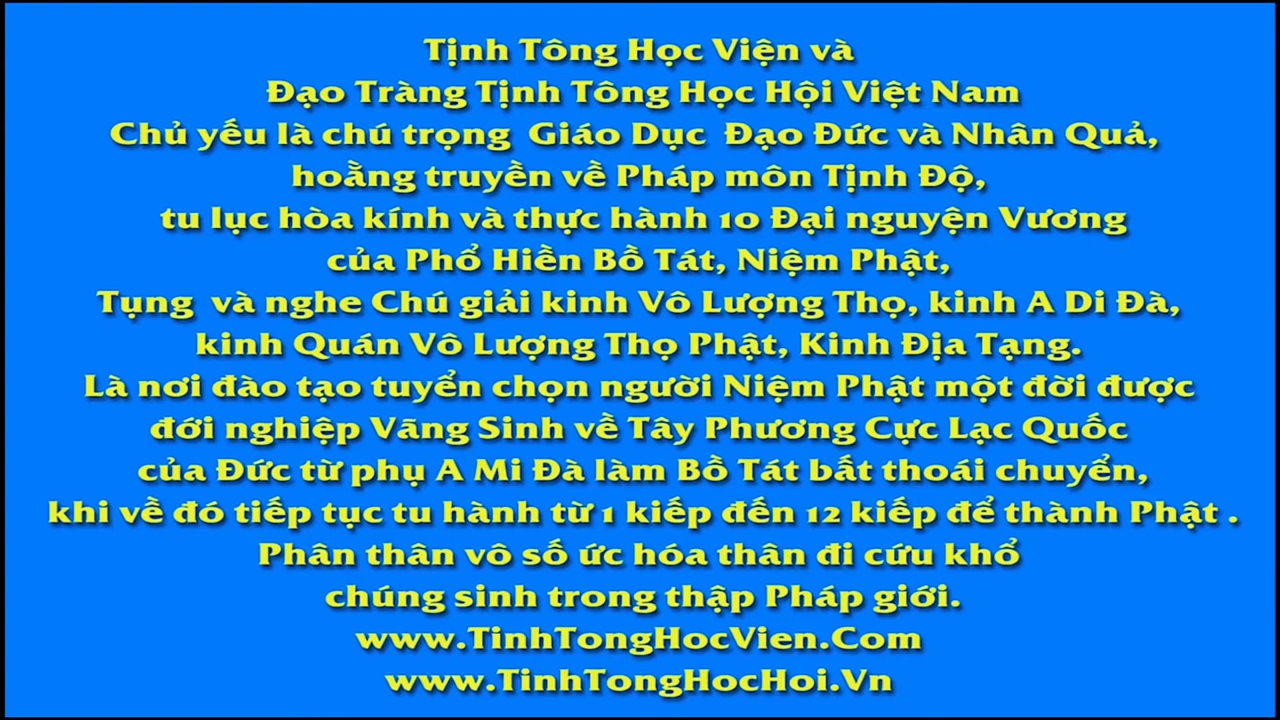 Tịnh Tông Học Viện và
Đạo Tràng Tịnh Tông Học Hội Việt Nam
Chủ yếu là chú trọng Giáo Dục Đạo Đức và Nhân Quả,
hoằng truyền về Pháp môn Tịnh Độ,
tu lục hòa kính và thực hành 10 Đại nguyện Vương
của Phổ Hiền Bồ Tát, Niệm Phật,
Tụng và nghe Chú giải kinh Vô Lượng Thọ, kinh A Di Đà,
kinh Quán Vô Lượng Thọ Phật, Kinh Địa Tạng.
Là nơi đào tạo tuyển chọn người Niệm Phật một đời được
đới nghiệp Vãng Sinh về Tây Phương Cực Lạc Quốc
của Đức từ phụ A Mi Đà làm Bồ Tát bất thoái chuyển,
khi về đó tiếp tục tu hành từ 1 kiếp đến 12 kiếp để thành Phật .
Phân thân vô số ức hóa thân đi cứu khổ
chúng sinh trong thập Pháp giới.
www.TinhTongHocVien.Com
www.TinhTongHocHoi.Vn